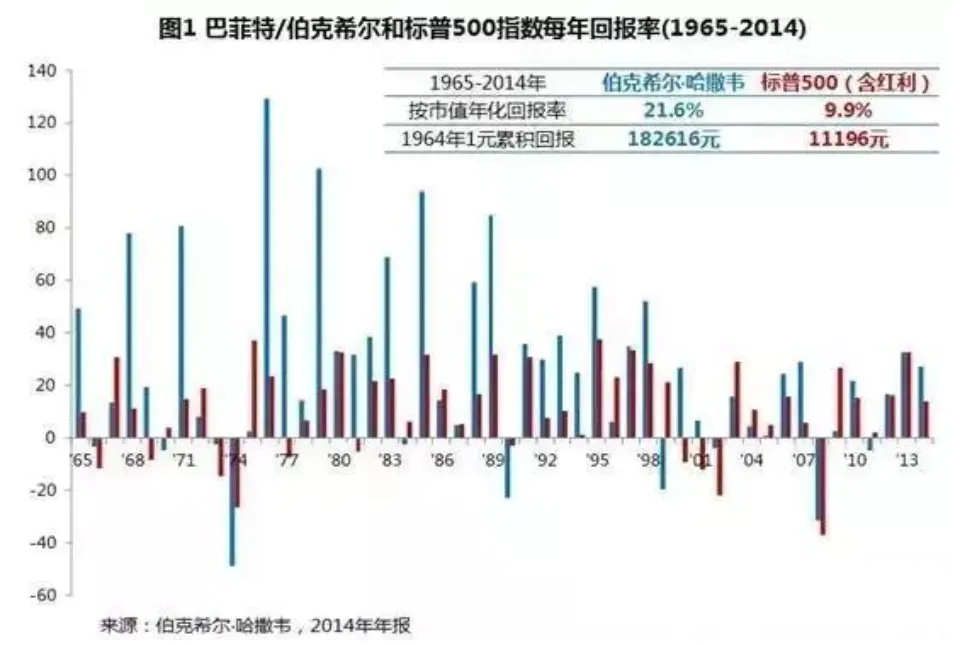 图1 巴菲特/伯克希尔和标普500指数每年回报率(1965-2014)
1965-2014年 伯克希尔·哈撒韦 标普500（含红利）
按市值年化回报率 21.6% 9.9%
1964年1元累积回报 182616元 11196元
140
120
100
80
60
40
20
0
-20
-40
-60
'65 '68 '71 '74 '77 '80 '83 '86 '89 '92 '95 '98 '01 '04 '07 '10 '13
来源：伯克希尔·哈撒韦，2014年年报